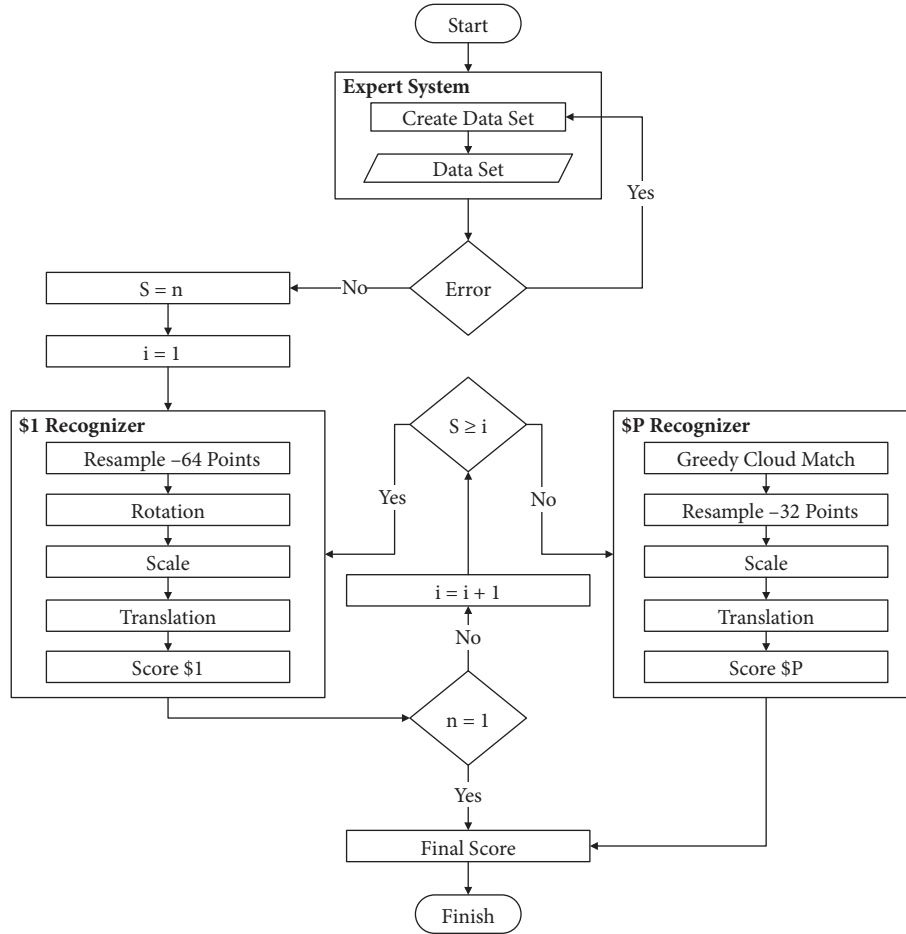 Start
Expert System
Create Data Set
Data Set
Yes
Error
No
S = n
i = 1
$1 Recognizer
Resample –64 Points
Rotation
Scale
Translation
Score $1
S ≥ i
Yes
No
i = i + 1
No
n = 1
Yes
$P Recognizer
Greedy Cloud Match
Resample –32 Points
Scale
Translation
Score $P
Final Score
Finish